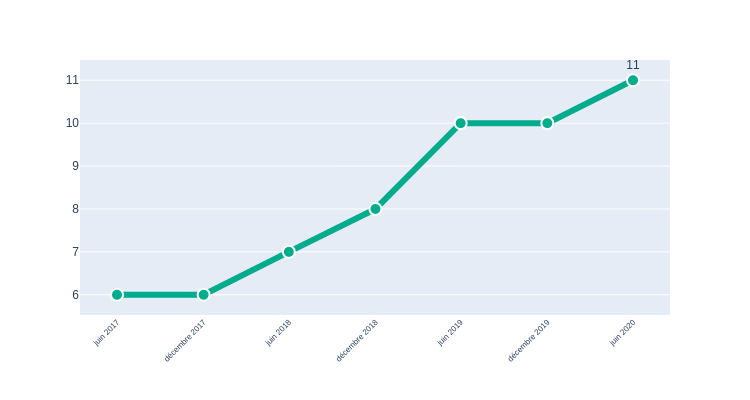 11
11
10
9
8
7
6
juin 2017
décembre 2017
juin 2018
décembre 2018
juin 2019
décembre 2019
juin 2020